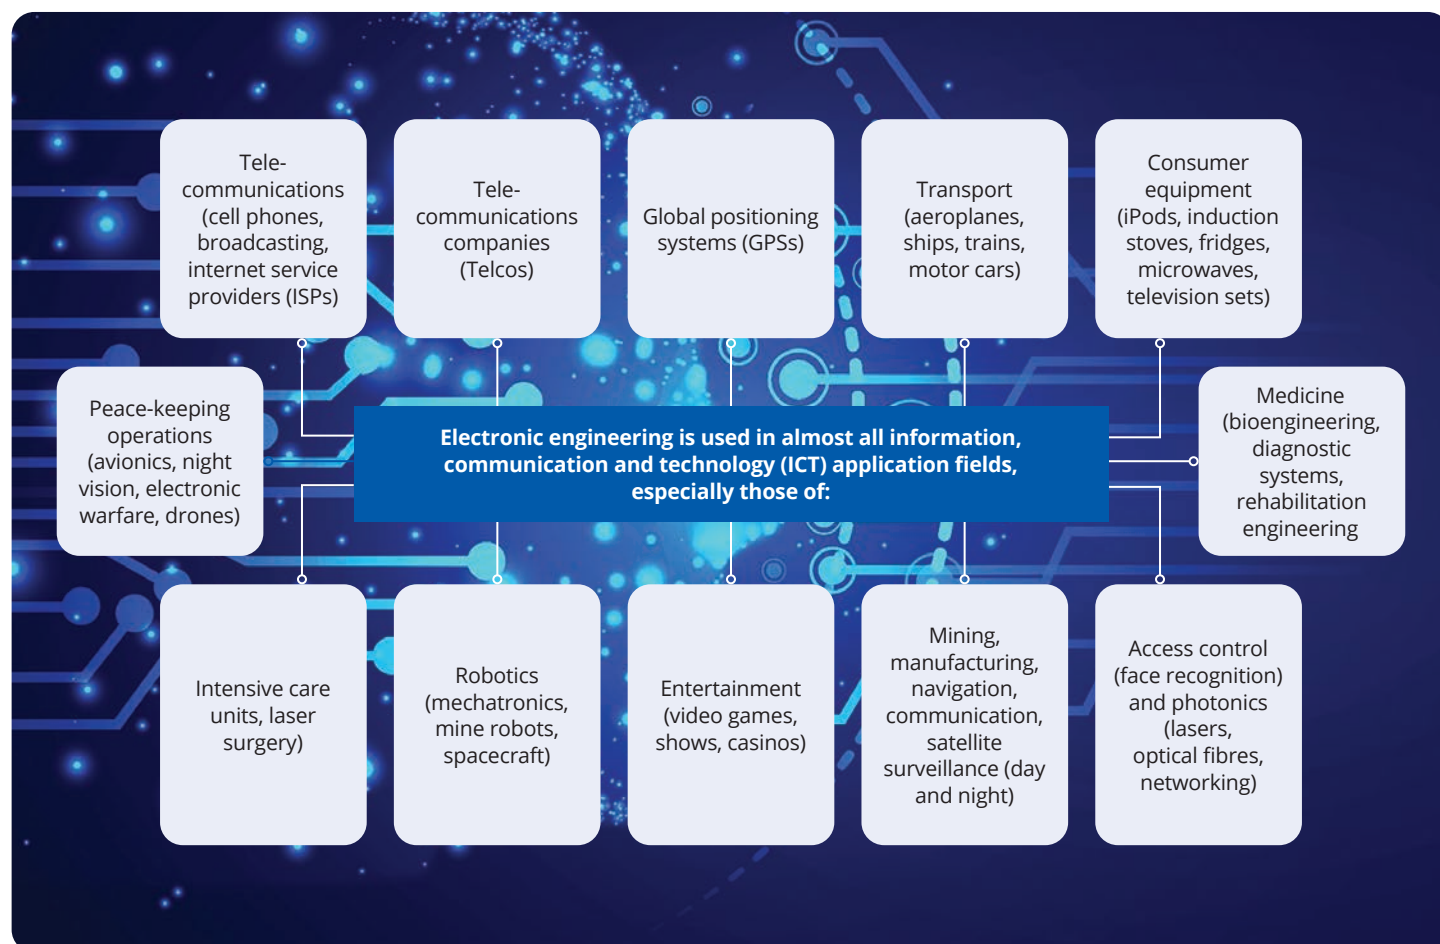 Tele-
communications
(cell phones,
broadcasting,
internet service
providers (ISPs)
Tele-
communications
companies
(Telcos)
Global positioning
systems (GPSs)
Transport
(aeroplanes,
ships, trains,
motor cars)
Consumer
equipment
(iPods, induction
stoves, fridges,
microwaves,
television sets)
Peace-keeping
operations
(avionics, night
vision, electronic
warfare, drones)
Electronic engineering is used in almost all information,
communication and technology (ICT) application fields,
especially those of:
Medicine
(bioengineering,
diagnostic
systems,
rehabilitation
engineering
Intensive care
units, laser
surgery)
Robotics
(mechatronics,
mine robots,
spacecraft)
Entertainment
(video games,
shows, casinos)
Mining,
manufacturing,
navigation,
communication,
satellite
surveillance (day
and night)
Access control
(face recognition)
and photonics
(lasers,
optical fibres,
networking)